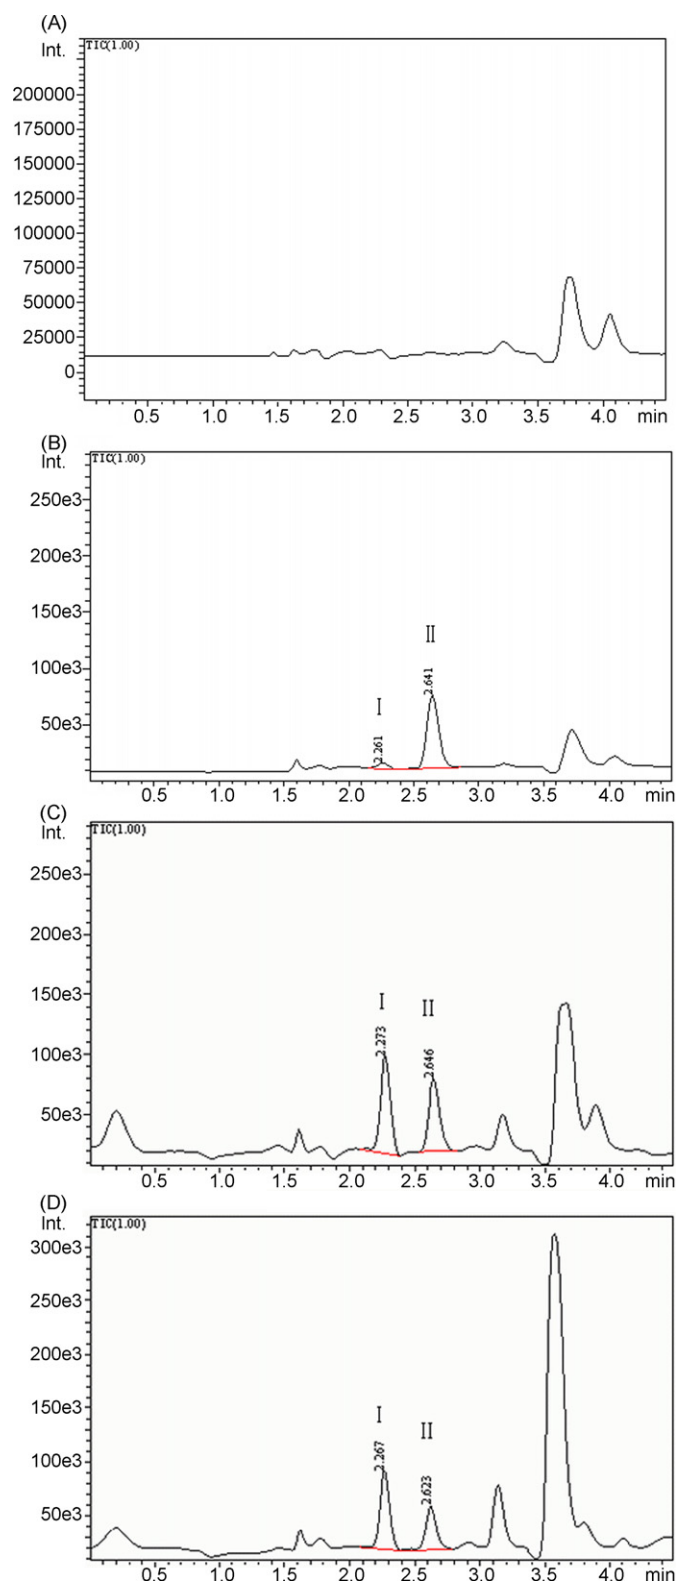 (A)
Int.
TIC(1.00)
200000
175000
150000
125000
100000
75000
50000
25000
0
0.5 1.0 1.5 2.0 2.5 3.0 3.5 4.0 min
(B)
Int.
TIC(1.00)
250e3
200e3
150e3
100e3
50e3
I
2.261
II
2.641
0.5 1.0 1.5 2.0 2.5 3.0 3.5 4.0 min
(C)
Int.
TIC(1.00)
250e3
200e3
150e3
100e3
50e3
I
2.273
II
2.646
0.5 1.0 1.5 2.0 2.5 3.0 3.5 4.0 min
(D)
Int.
TIC(1.00)
300e3
250e3
200e3
150e3
100e3
50e3
I
2.267
II
2.623
0.5 1.0 1.5 2.0 2.5 3.0 3.5 4.0 min